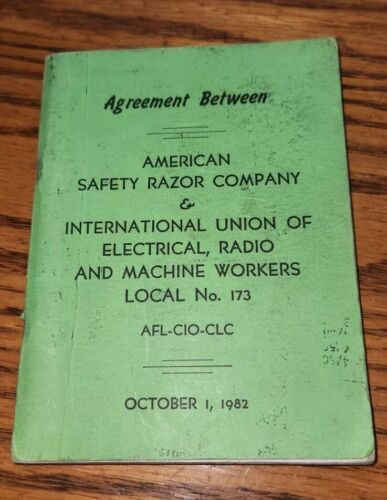 Agreement Between
AMERICAN
SAFETY RAZOR COMPANY
&
INTERNATIONAL UNION OF
ELECTRICAL, RADIO
AND MACHINE WORKERS
LOCAL No. 173
AFL-CIO-CLC
OCTOBER 1, 1982